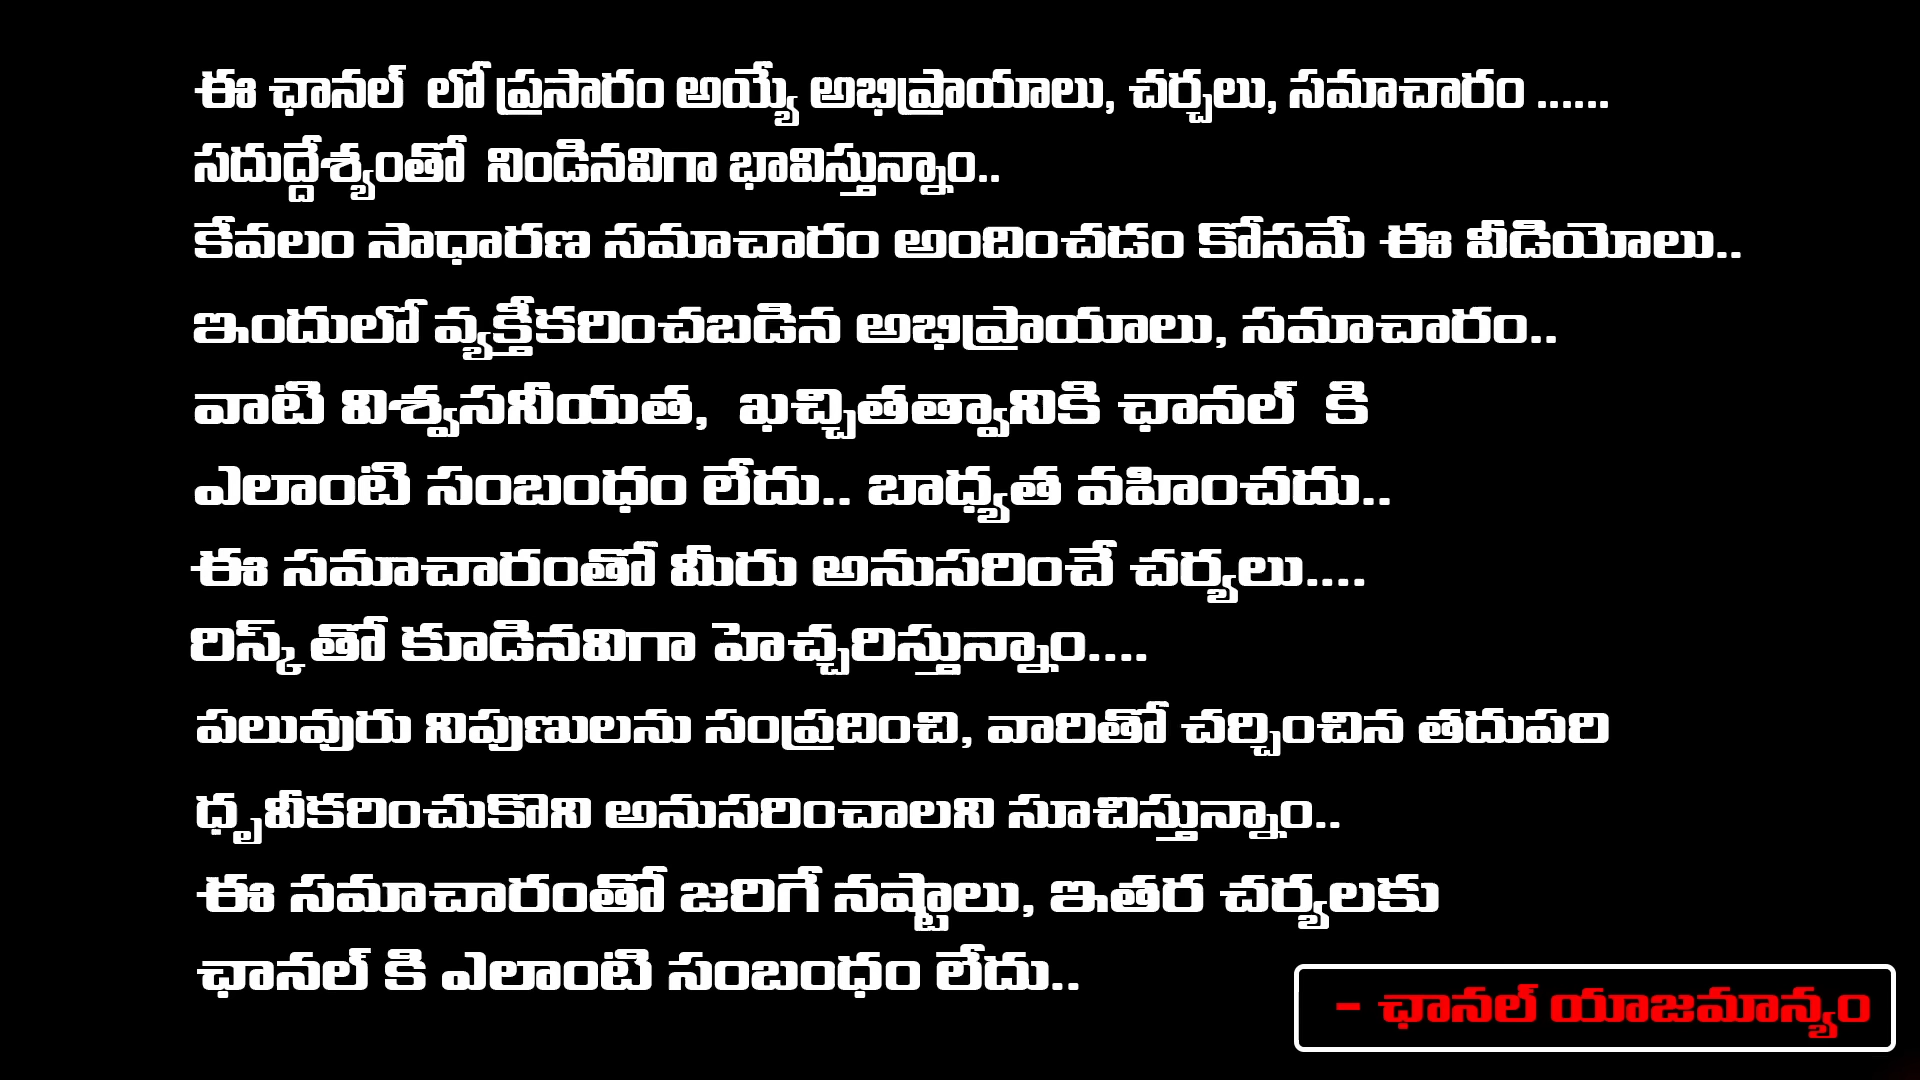 ఈ ఛానల్ లో ప్రసారం అయ్యే అభిప్రాయాలు, చర్చలు, సమాచారం ......
సదుద్దేశ్యంతో నిండినవిగా భావిస్తున్నాం..
కేవలం సాధారణ సమాచారం అందించడం కోసమే ఈ వీడియోలు..
ఇందులో వ్యక్తీకరించబడిన అభిప్రాయాలు, సమాచారం..
వాటి విశ్వసనీయత, ఖచ్చితత్వానికి ఛానల్ కి
ఎలాంటి సంబంధం లేదు.. బాధ్యత వహించదు..
ఈ సమాచారంతో మీరు అనుసరించే చర్యలు....
రిస్క్ తో కూడినవిగా హెచ్చరిస్తున్నాం....
పలువురు నిపుణులను సంప్రదించి, వారితో చర్చించిన తదుపరి
ధృవీకరించుకొని అనుసరించాలని సూచిస్తున్నాం..
ఈ సమాచారంతో జరిగే నష్టాలు, ఇతర చర్యలకు
ఛానల్ కి ఎలాంటి సంబంధం లేదు..
- ఛానల్ యాజమాన్యం